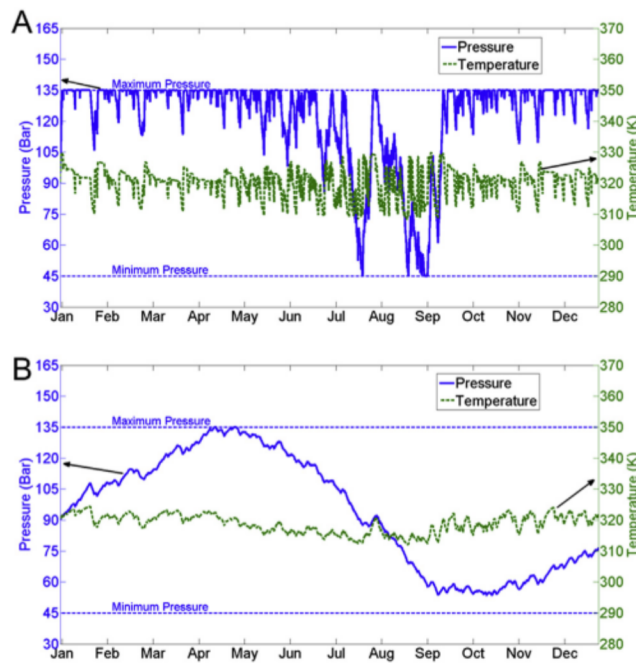 A
165
150
135
120
105
90
75
60
45
30
Pressure (Bar)
Maximum Pressure
Minimum Pressure
Pressure
Temperature
370
360
350
340
330
320
310
300
290
280
Temperature (K)
Jan Feb Mar Apr May Jun Jul Aug Sep Oct Nov Dec
B
165
150
135
120
105
90
75
60
45
30
Pressure (Bar)
Maximum Pressure
Minimum Pressure
Pressure
Temperature
370
360
350
340
330
320
310
300
290
280
Temperature (K)
Jan Feb Mar Apr May Jun Jul Aug Sep Oct Nov Dec